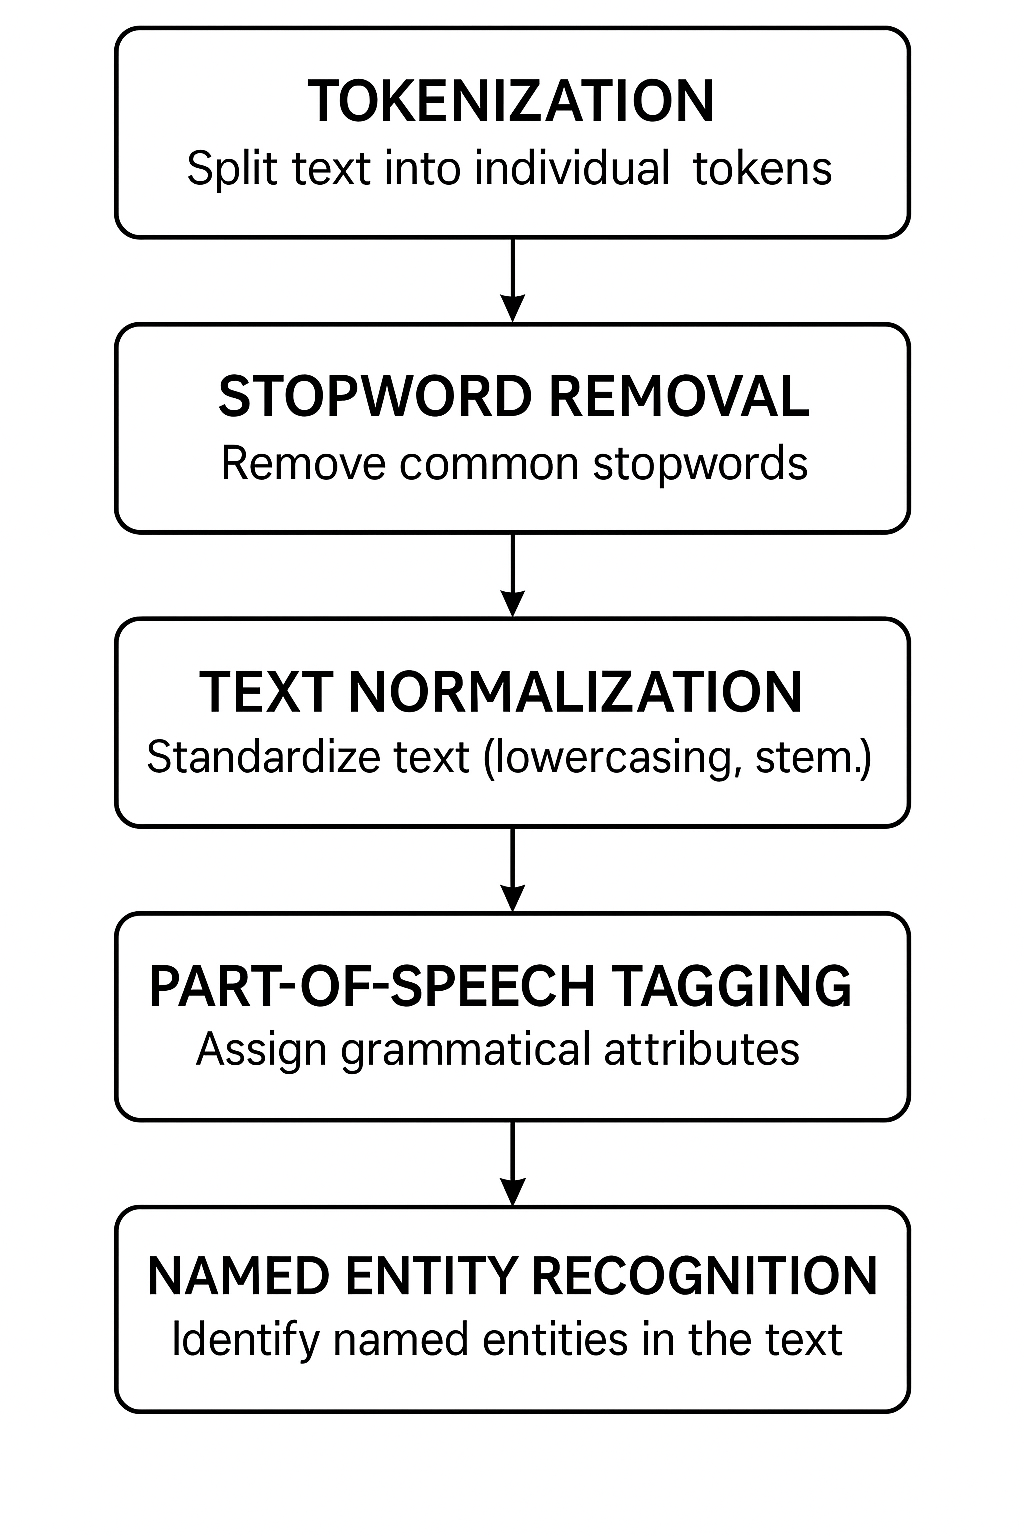 TOKENIZATION
Split text into individual tokens
STOPWORD REMOVAL
Remove common stopwords
TEXT NORMALIZATION
Standardize text (lowercasing, stem.)
PART-OF-SPEECH TAGGING
Assign grammatical attributes
NAMED ENTITY RECOGNITION
Identify named entities in the text